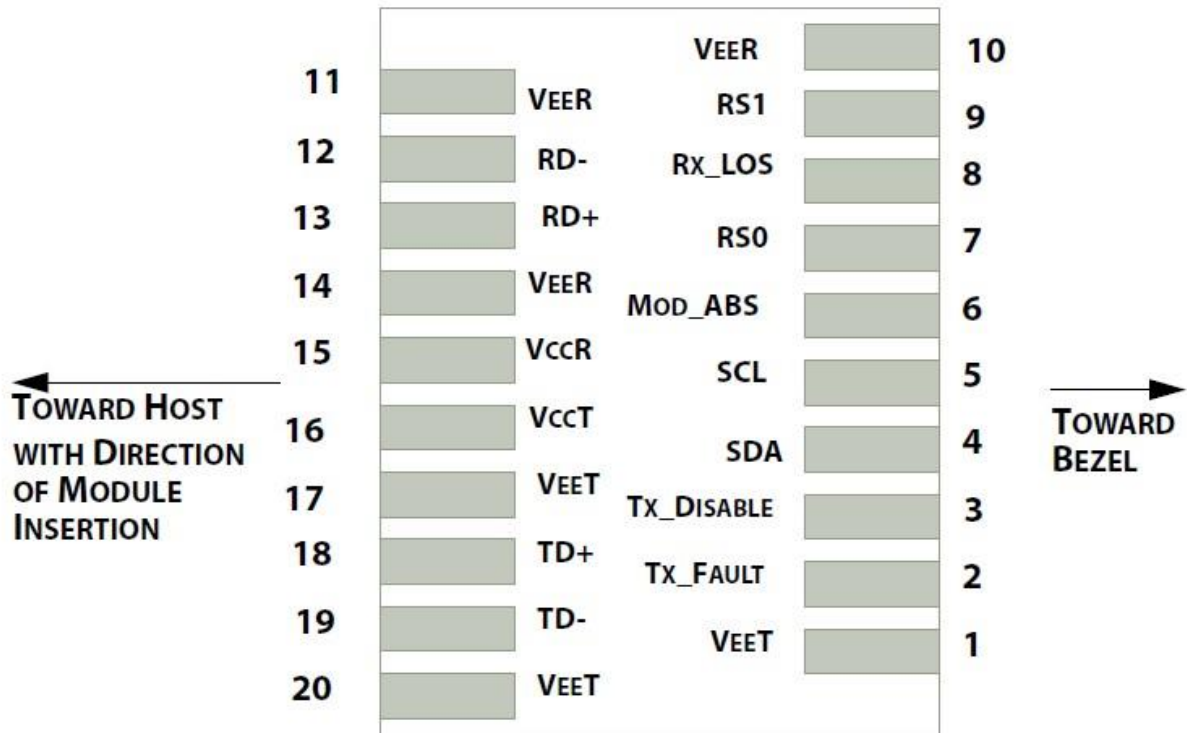 11 VEER
12 RD-
13 RD+
14 VEER
15 VCCR
16 VCCT
17 VEET
18 TD+
19 TD-
20 VEET
VEER 10
RS1 9
RX_LOS 8
RS0 7
MOD_ABS 6
SCL 5
SDA 4
TX_DISABLE 3
TX_FAULT 2
VEET 1
TOWARD HOST
WITH DIRECTION
OF MODULE
INSERTION
TOWARD
BEZEL